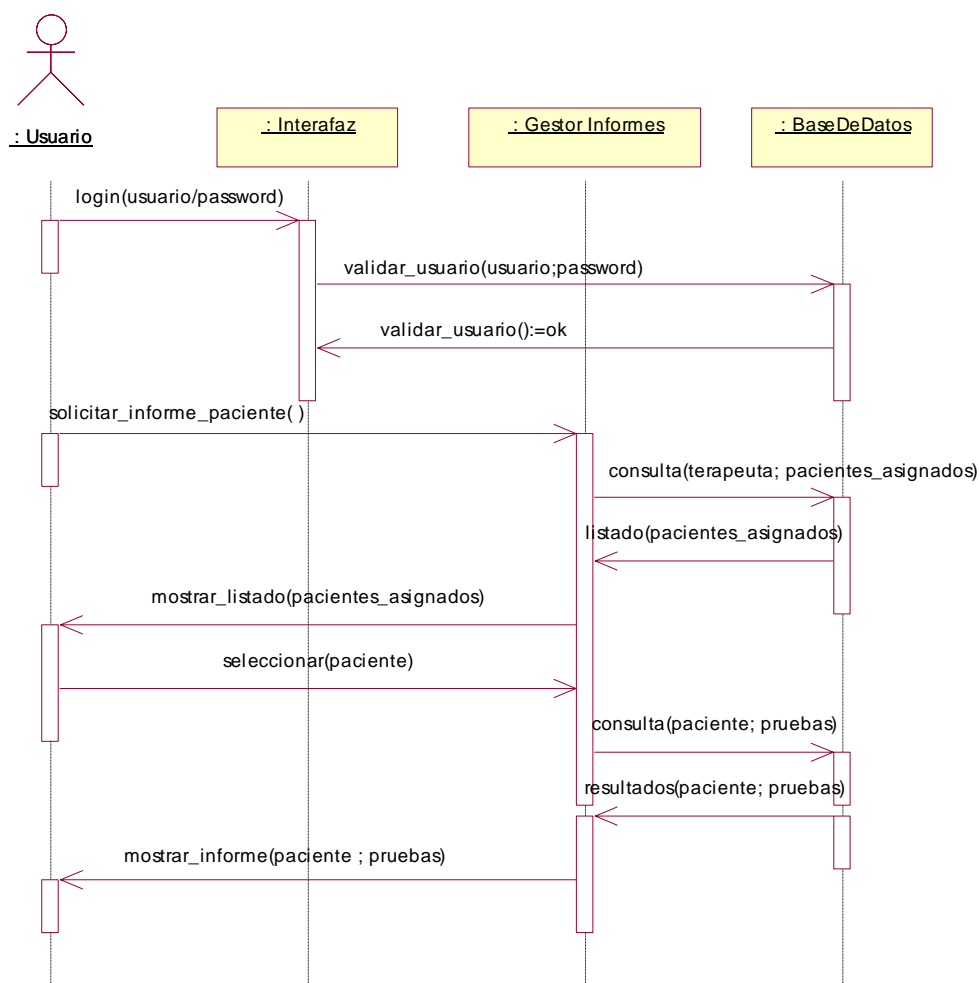 : Usuario
: Interafaz
: Gestor Informes
: BaseDeDatos
login(usuario/password)
validar_usuario(usuario;password)
validar_usuario():=ok
solicitar_informe_paciente( )
consulta(terapeuta; pacientes_asignados)
listado(pacientes_asignados)
mostrar_listado(pacientes_asignados)
seleccionar(paciente)
consulta(paciente; pruebas)
resultados(paciente; pruebas)
mostrar_informe(paciente ; pruebas)